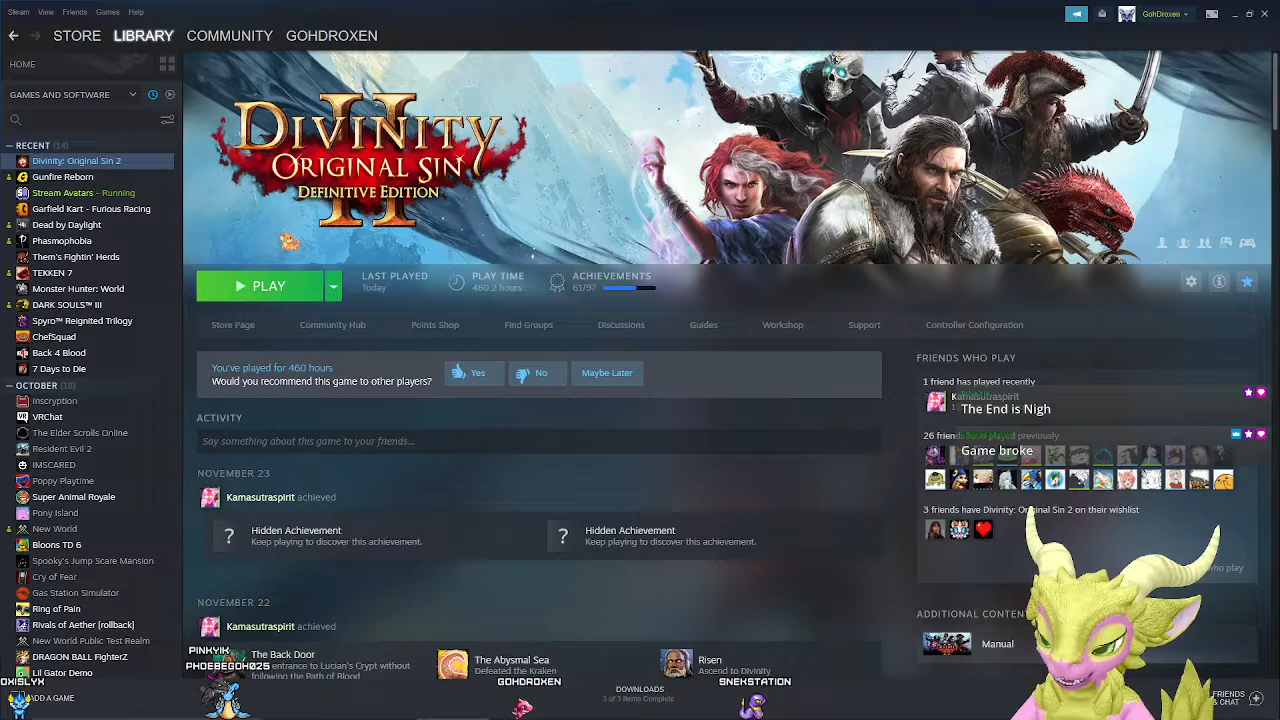 Steam View Friends Games Help
GohDroxen
STORE LIBRARY COMMUNITY GOHDROXEN
HOME
GAMES AND SOFTWARE
RECENT (14)
Divinity: Original Sin 2
Gunfire Reborn
Stream Avatars - Running
Garfield Kart - Furious Racing
Dead by Daylight
Phasmophobia
There's Fightin' Herds
TEKKEN 7
Monster Hunter: World
DARK SOULS™ III
Spyro™ Reignited Trilogy
ChefSquad
Back 4 Blood
7 Days to Die
OCTOBER (18)
Inscryption
VRChat
The Elder Scrolls Online
Resident Evil 2
IMSCARED
Poppy Playtime
Super Animal Royale
Pony Island
New World
Bloons TD 6
Spooky's Jump Scare Mansion
Cry of Fear
Gas Station Simulator
Ring of Pain
Rivals of Aether [rollback]
New World Public Test Realm
DRAGON BALL FighterZ
Lil Gator Demo
ADD A GAME
DIVINITY
II
ORIGINAL SIN
DEFINITIVE EDITION
PLAY
LAST PLAYED
Today
PLAY TIME
460.2 hours
ACHIEVEMENTS
61/97
Store Page Community Hub Points Shop Find Groups Discussions Guides Workshop Support Controller Configuration
You've played for 460 hours
Would you recommend this game to other players?
Yes No Maybe Later
ACTIVITY
Say something about this game to your friends...
NOVEMBER 23
Kamasutraspirit achieved
? Hidden Achievement
Keep playing to discover this achievement.
? Hidden Achievement
Keep playing to discover this achievement.
NOVEMBER 22
Kamasutraspirit achieved
The Back Door
entrance to Lucian's Crypt without
following the Path of Blood
The Abysmal Sea
Defeated the Kraken
Risen
Ascend to Divinity
FRIENDS WHO PLAY
1 friend has played recently
Kamasutraspirit
The End is Nigh
26 friends have played previously
Game broke
3 friends have Divinity: Original Sin 2 on their wishlist
who play
ADDITIONAL CONTENT
Manual
PINKYIK
PHOEBEGOH025
OXISLYX
GOHDROXEN
SNEKSTATION
DOWNLOADS
3 of 3 Items Complete
FRIENDS
& CHAT